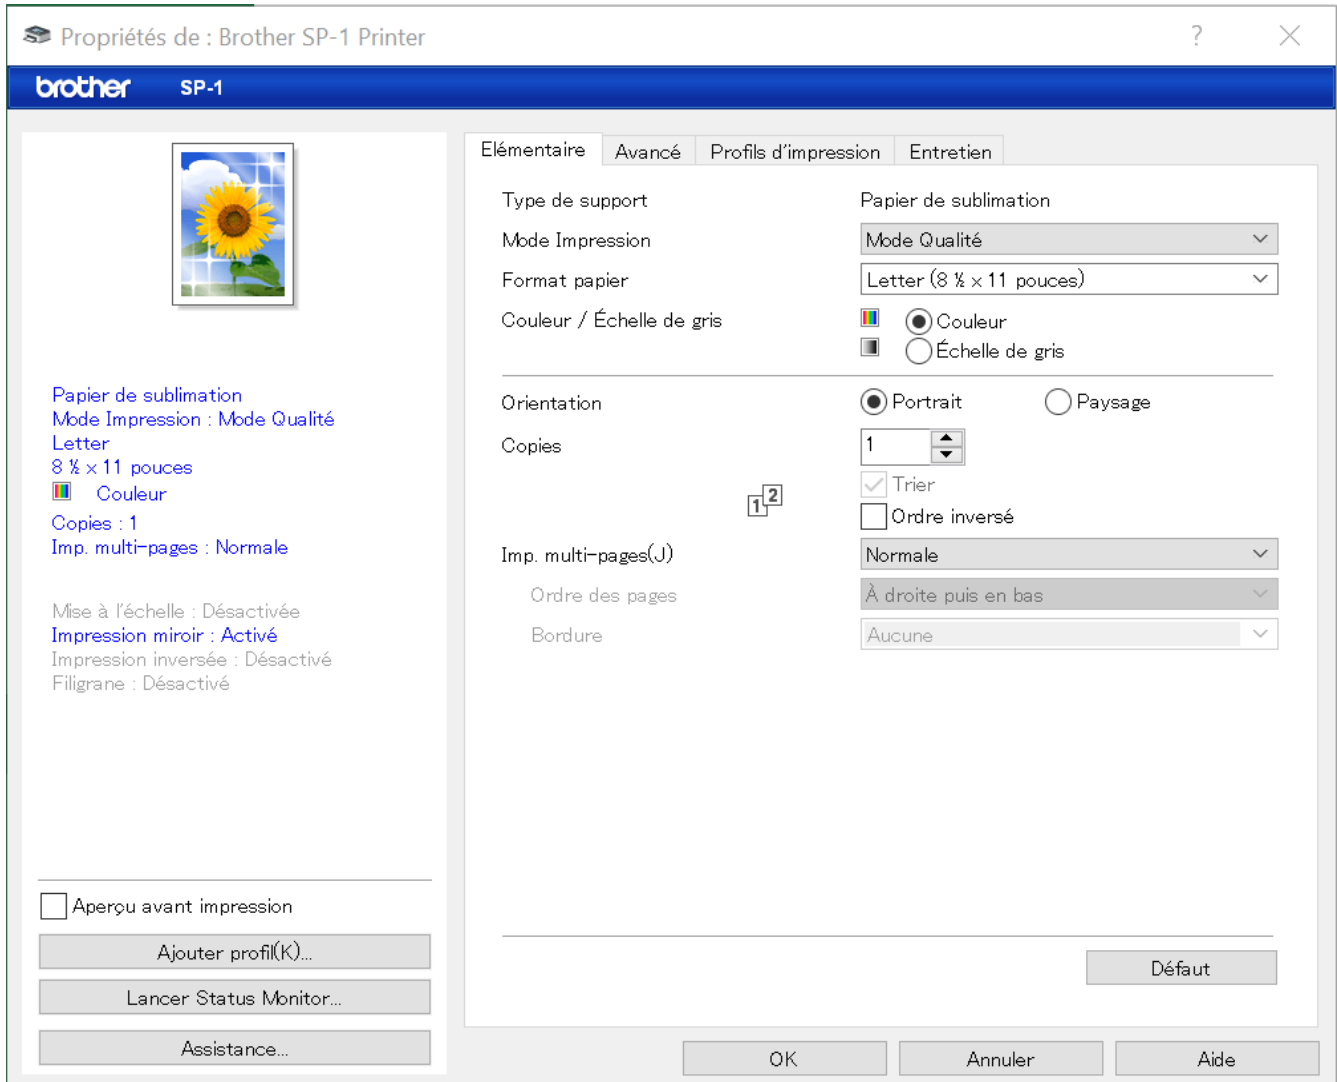 Propriétés de : Brother SP-1 Printer
brother SP-1
Papier de sublimation
Mode Impression : Mode Qualité
Letter
8 ½ x 11 pouces
Couleur
Copies : 1
Imp. multi-pages : Normale
Mise à l'échelle : Désactivée
Impression miroir : Activé
Impression inversée : Désactivé
Filigrane : Désactivé
Aperçu avant impression
Ajouter profil(K)...
Lancer Status Monitor...
Assistance...
Elémentaire Avancé Profils d'impression Entretien
Type de support Papier de sublimation
Mode Impression Mode Qualité
Format papier Letter (8 ½ x 11 pouces)
Couleur / Échelle de gris Couleur
Échelle de gris
Orientation Portrait Paysage
Copies 1
1 2 Trier
Ordre inversé
Imp. multi-pages(J) Normale
Ordre des pages À droite puis en bas
Bordure Aucune
Défaut
OK Annuler Aide